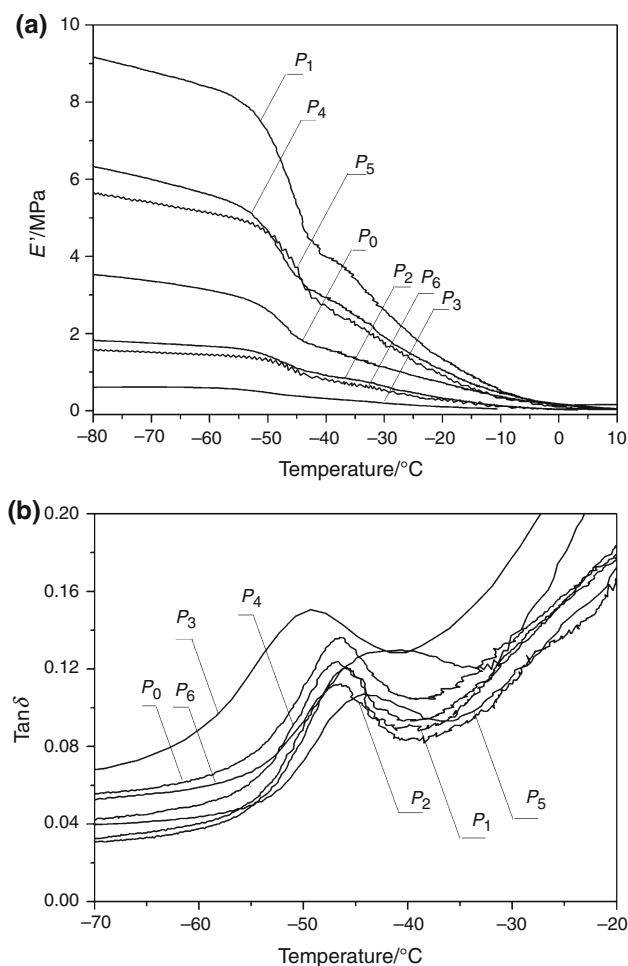 (a)
10
8
6
4
2
0
E'/MPa
P1
P4
P5
P0
P2
P6
P3
−80 −70 −60 −50 −40 −30 −20 −10 0 10
Temperature/°C
(b)
0.20
0.16
0.12
0.08
0.04
0.00
Tanδ
P3
P4
P0 P6
P2
P1
P5
−70 −60 −50 −40 −30 −20
Temperature/°C